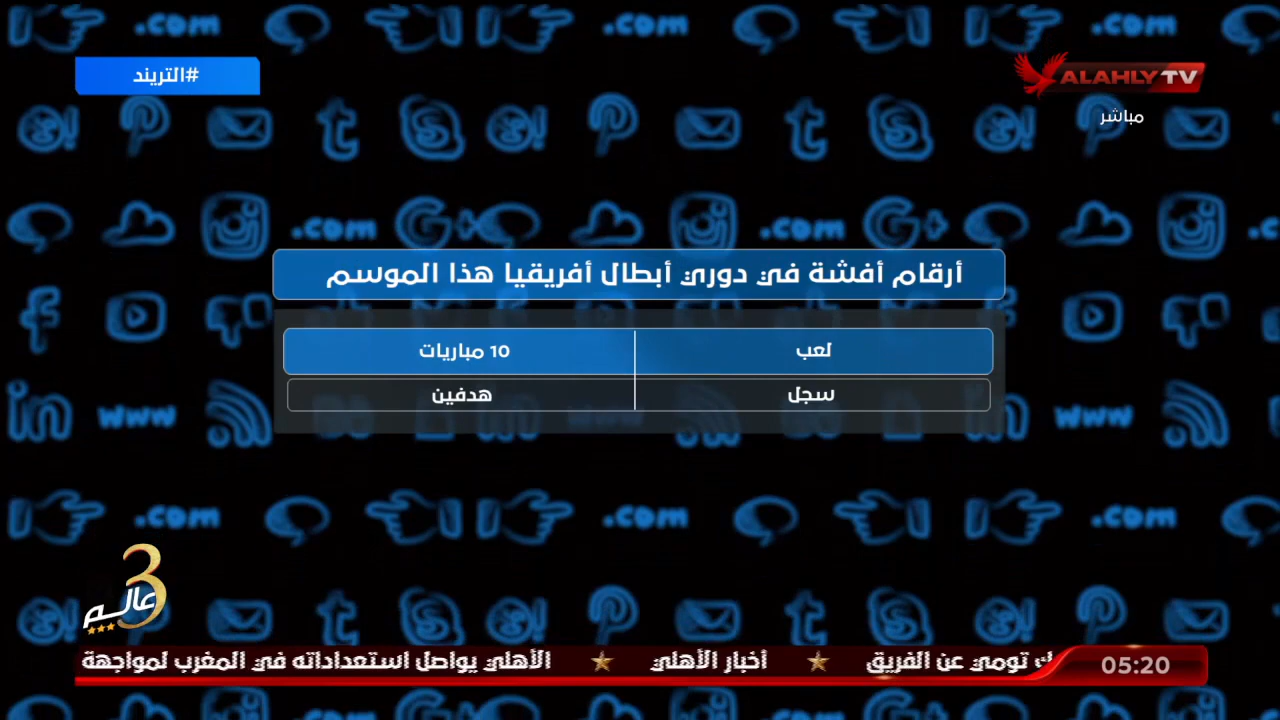 #التريند
ALAHLY TV
مباشر
أرقام أفشة في دوري أبطال أفريقيا هذا الموسم
لعب 10 مباريات
سجل هدفين
3 عالم
تومي عن الفريق ★ أخبار الأهلي ★ الأهلي يواصل استعداداته في المغرب لمواجهة
05:20